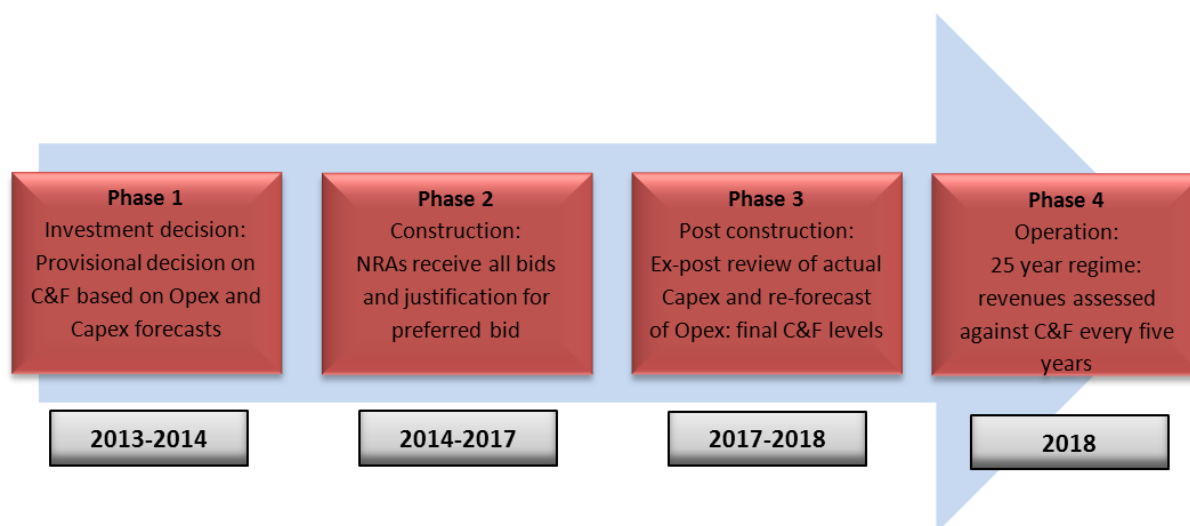 Phase 1
Investment decision:
Provisional decision on
C&F based on Opex and
Capex forecasts
2013-2014
Phase 2
Construction:
NRAs receive all bids
and justification for
preferred bid
2014-2017
Phase 3
Post construction:
Ex-post review of actual
Capex and re-forecast
of Opex: final C&F levels
2017-2018
Phase 4
Operation:
25 year regime:
revenues assessed
against C&F every five
years
2018